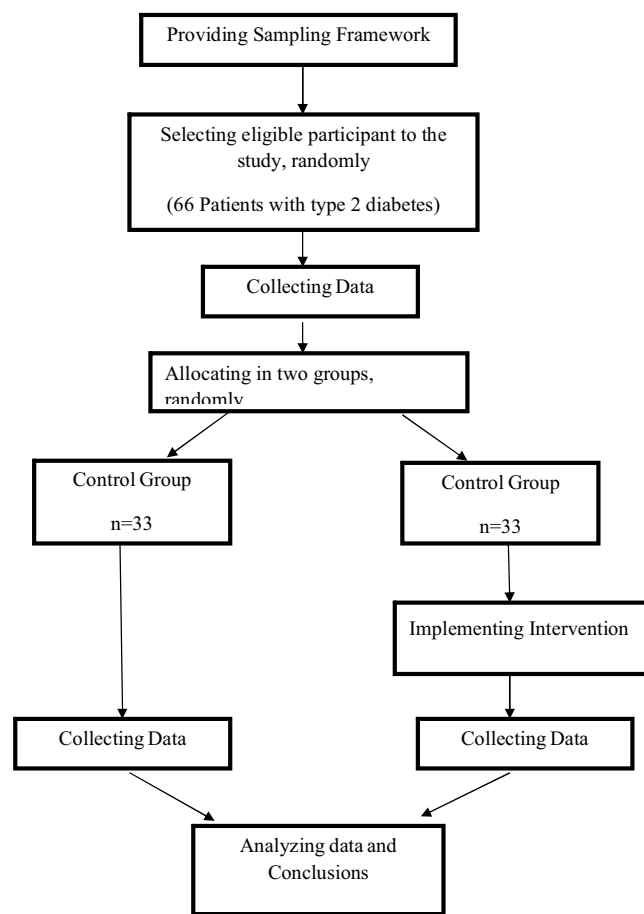 Providing Sampling Framework
Selecting eligible participant to the
study, randomly
(66 Patients with type 2 diabetes)
Collecting Data
Allocating in two groups,
randomly
Control Group
n=33
Control Group
n=33
Implementing Intervention
Collecting Data
Collecting Data
Analyzing data and
Conclusions